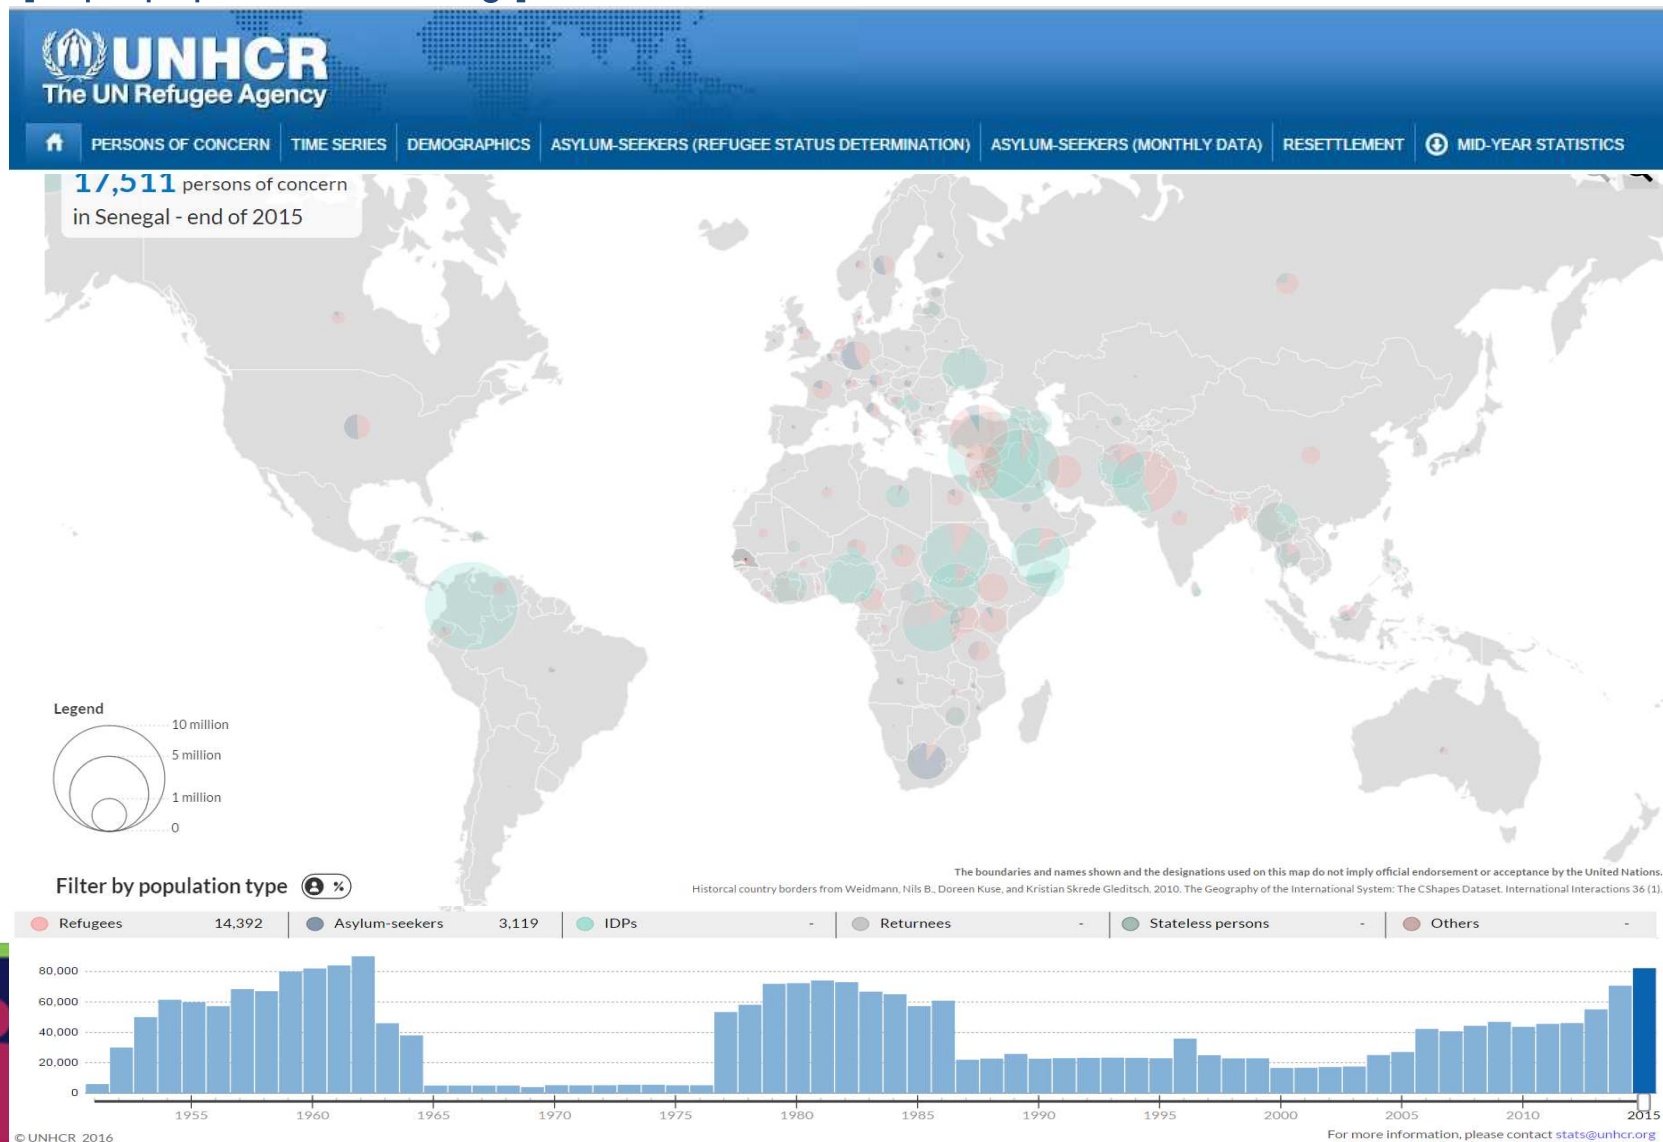 UNHCR
The UN Refugee Agency
PERSONS OF CONCERN
TIME SERIES
DEMOGRAPHICS
ASYLUM-SEEKERS (REFUGEE STATUS DETERMINATION)
ASYLUM-SEEKERS (MONTHLY DATA)
RESETTLEMENT
MID-YEAR STATISTICS
17,511 persons of concern
in Senegal - end of 2015
Legend
10 million
5 million
1 million
0
The boundaries and names shown and the designations used on this map do not imply official endorsement or acceptance by the United Nations.
Filter by population type %
Historcal country borders from Weidmann, Nils B., Doreen Kuse, and Kristian Skrede Gleditsch. 2010. The Geography of the International System: The CShapes Dataset. International Interactions 36 (1).
Refugees 14,392
Asylum-seekers 3,119
IDPs -
Returnees -
Stateless persons -
Others -
80,000
60,000
40,000
20,000
0
1955 1960 1965 1970 1975 1980 1985 1990 1995 2000 2005 2010 2015
© UNHCR 2016
For more information, please contact stats@unhcr.org